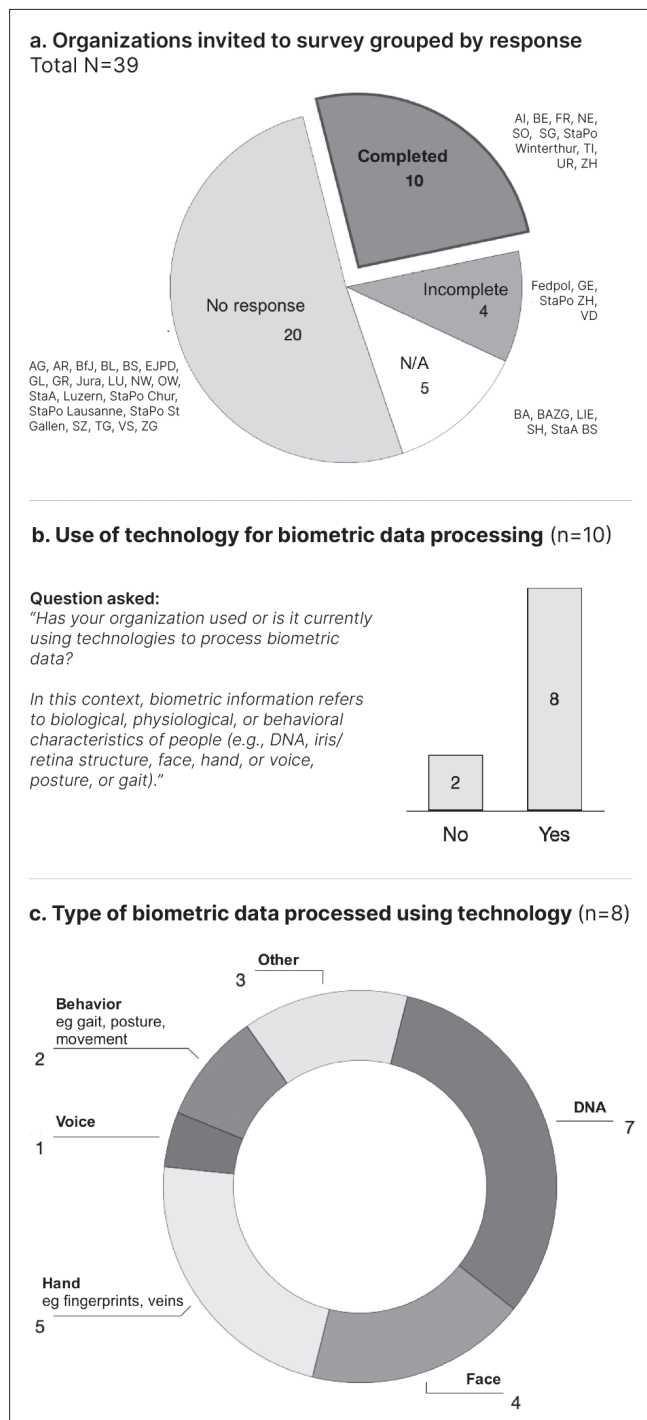 a. Organizations invited to survey grouped by response
Total N=39
Completed
10
AI, BE, FR, NE,
SO, SG, StaPo
Winterthur, TI,
UR, ZH
Incomplete
4
Fedpol, GE,
StaPo ZH,
VD
No response
20
N/A
5
AG, AR, BfJ, BL, BS, EJPD,
GL, GR, Jura, LU, NW, OW,
StaA, Luzern, StaPo Chur,
StaPo Lausanne, StaPo St
Gallen, SZ, TG, VS, ZG
BA, BAZG, LIE,
SH, StaA BS
b. Use of technology for biometric data processing (n=10)
Question asked:
“Has your organization used or is it currently
using technologies to process biometric
data?
In this context, biometric information refers
to biological, physiological, or behavioral
characteristics of people (e.g., DNA, iris/
retina structure, face, hand, or voice,
posture, or gait).”
2
8
No
Yes
c. Type of biometric data processed using technology (n=8)
Other
3
Behavior
eg gait, posture,
movement
2
DNA
7
Voice
1
Hand
eg fingerprints, veins
5
Face
4